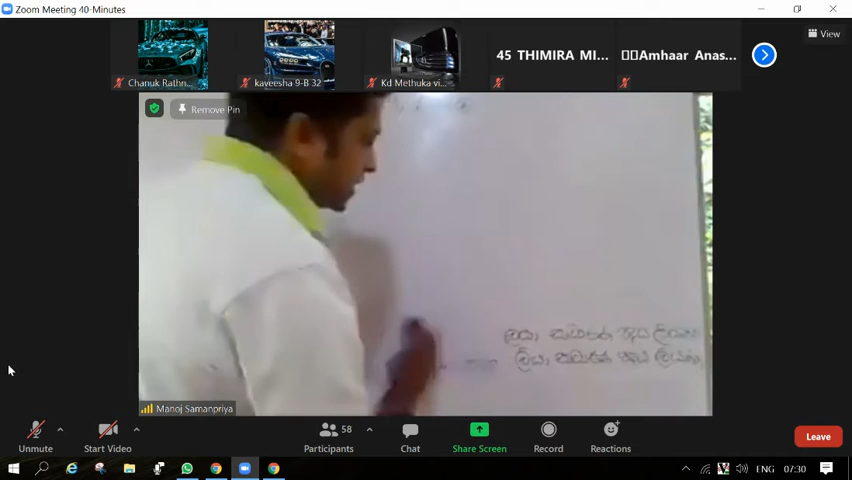 Zoom Meeting 40-Minutes
View
Chanuk Rathn...
kaveesha 9-B 32
Kd Methuka vi...
45 THIMIRA MI...
Amhaar Anas...
Remove Pin
Manoj Samanpriya
58
Unmute
Start Video
Participants
Chat
Share Screen
Record
Reactions
Leave
ENG
07:30